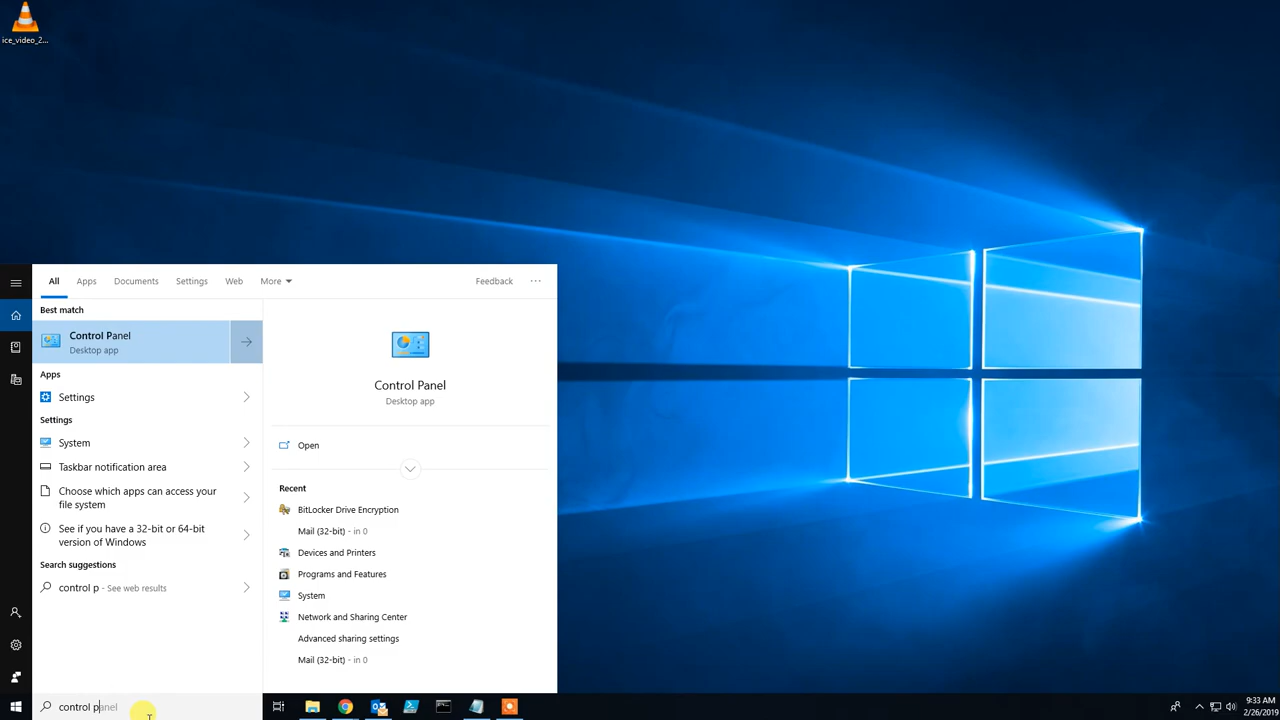 ice_video_2...
All Apps Documents Settings Web More Feedback ...
Best match
Control Panel
Desktop app
Apps
Settings
Settings
System
Taskbar notification area
Choose which apps can access your
file system
See if you have a 32-bit or 64-bit
version of Windows
Search suggestions
control p - See web results
Control Panel
Desktop app
Open
Recent
BitLocker Drive Encryption
Mail (32-bit) - in 0
Devices and Printers
Programs and Features
System
Network and Sharing Center
Advanced sharing settings
Mail (32-bit) - in 0
control panel
9:33 AM
2/26/2019